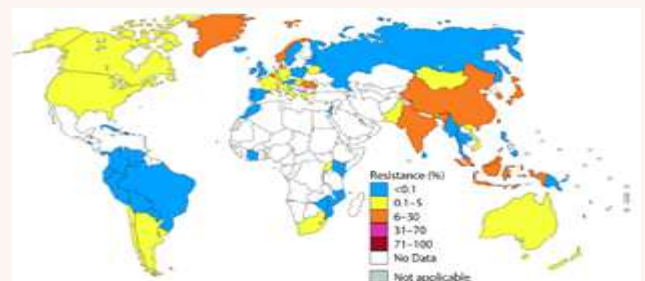 Resistance (%)
<0.1
0.1–5
6–30
31–70
71–100
No Data
Not applicable